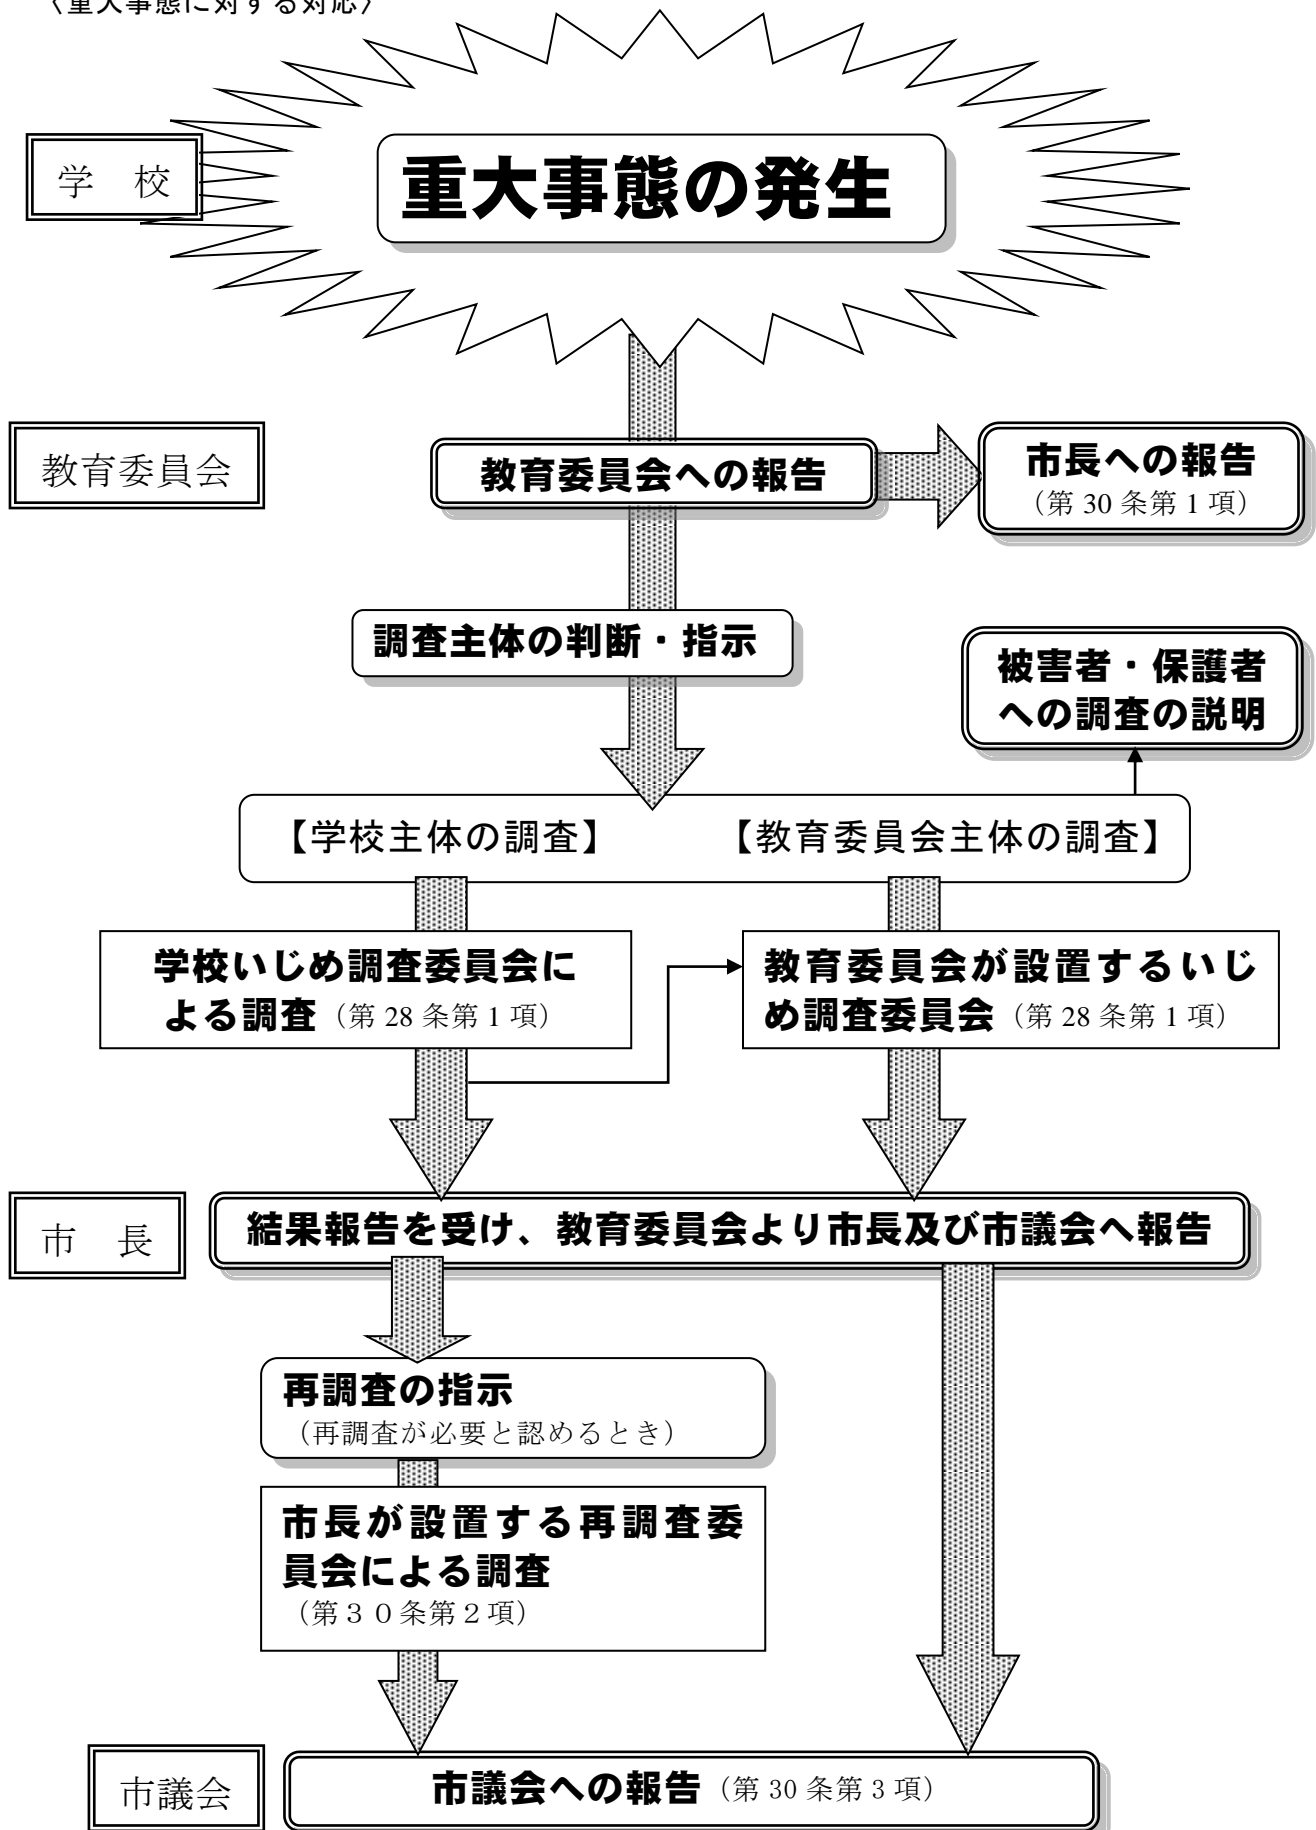 〈重大事態に対する対応〉
学　校
重大事態の発生
教育委員会
教育委員会への報告
市長への報告
（第 30 条第 1 項）
調査主体の判断・指示
被害者・保護者
への調査の説明
【学校主体の調査】
【教育委員会主体の調査】
学校いじめ調査委員会に
よる調査（第 28 条第 1 項）
教育委員会が設置するいじ
め調査委員会（第 28 条第 1 項）
市　長
結果報告を受け、教育委員会より市長及び市議会へ報告
再調査の指示
（再調査が必要と認めるとき）
市長が設置する再調査委
員会による調査
（第３０条第２項）
市議会
市議会への報告（第 30 条第 3 項）